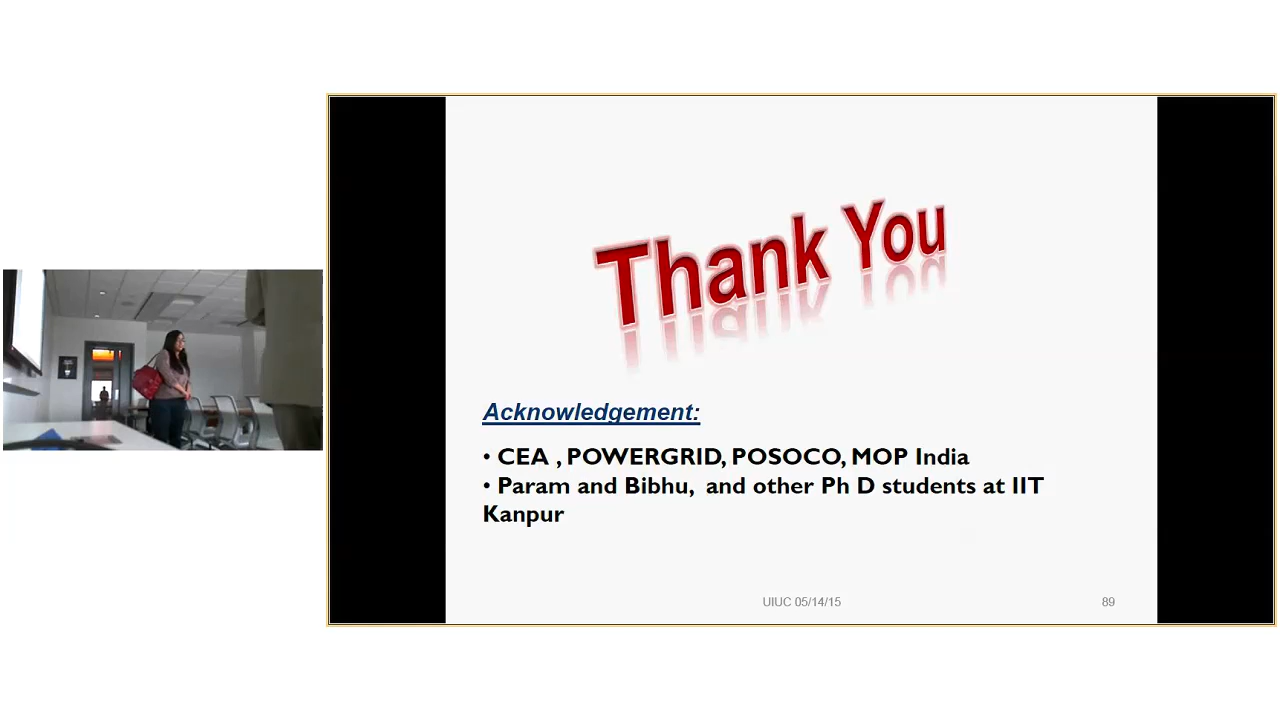 Thank You
Acknowledgement:
• CEA , POWERGRID, POSOCO, MOP India
• Param and Bibhu,  and other Ph D students at IIT
Kanpur
UIUC 05/14/15
89